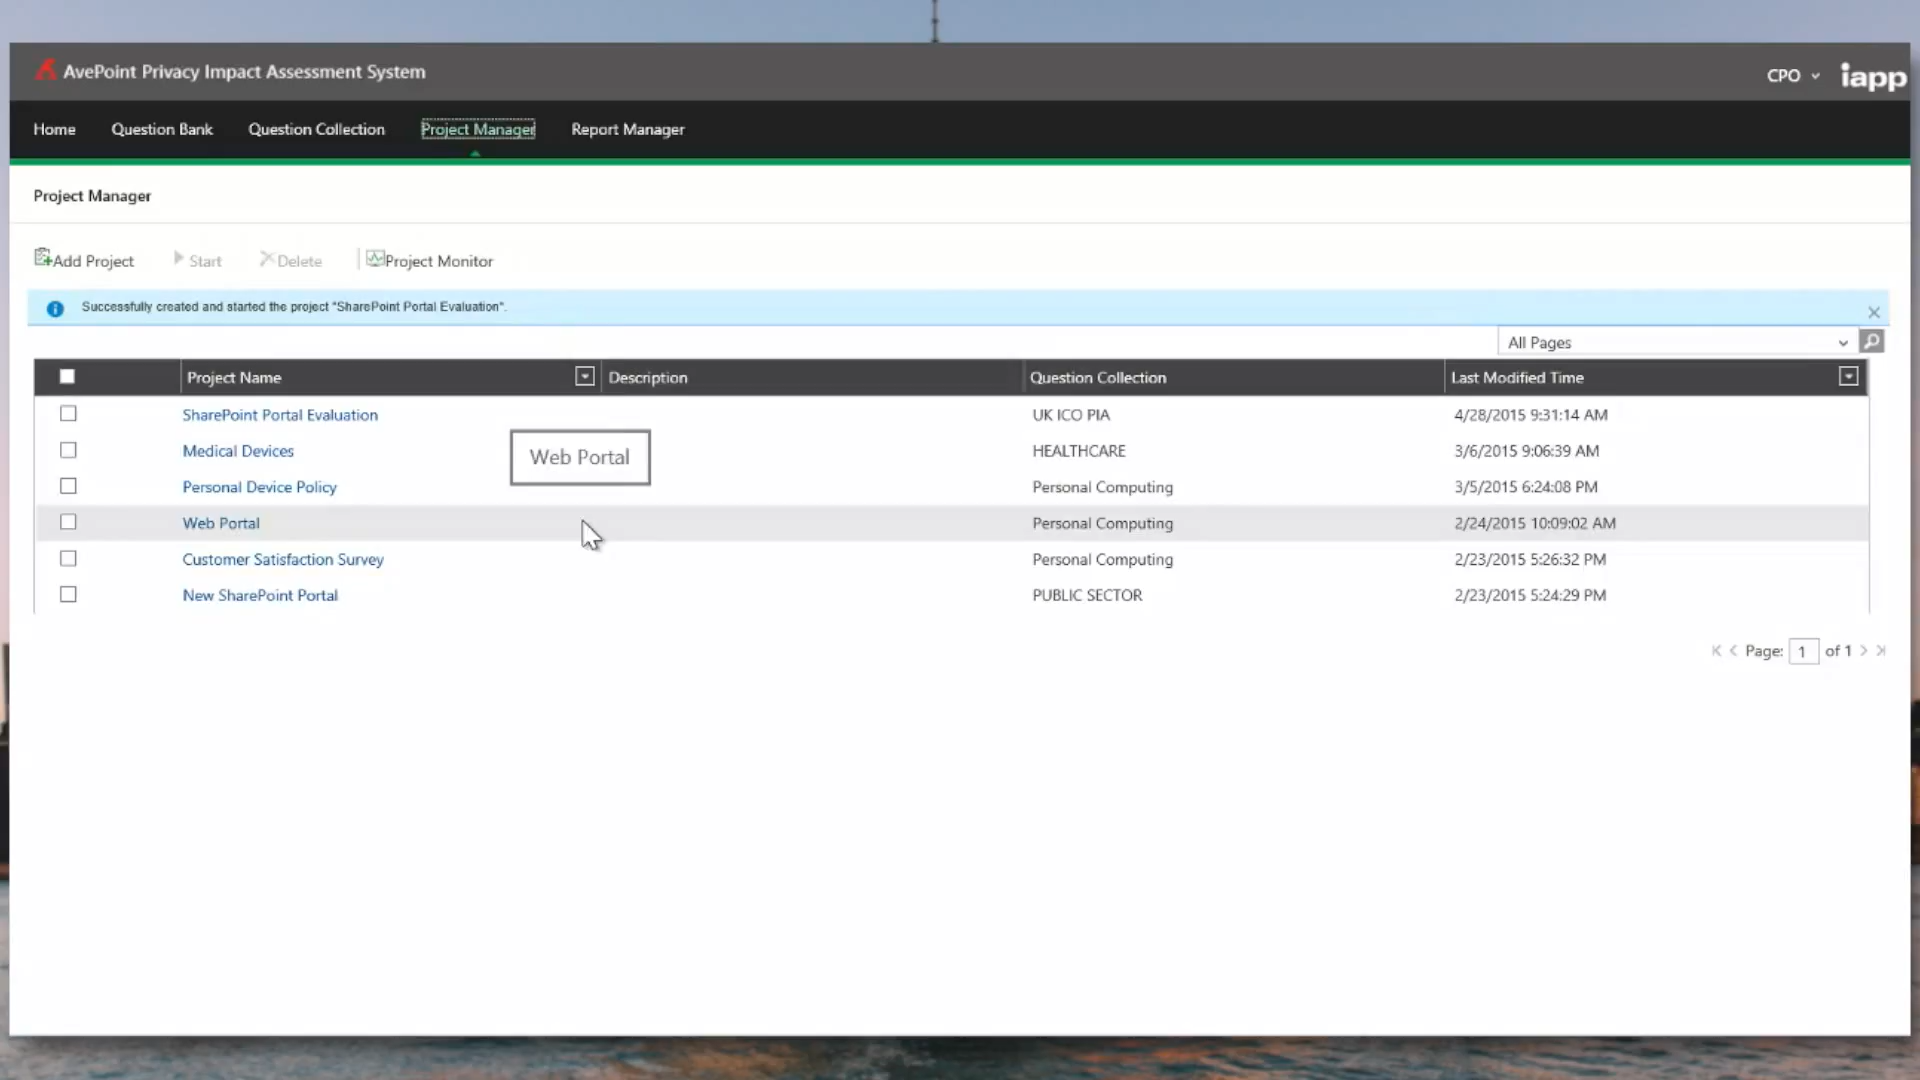 AvePoint Privacy Impact Assessment System
CPO
iapp
Home Question Bank Question Collection Project Manager Report Manager
Project Manager
Add Project Start Delete Project Monitor
Successfully created and started the project "SharePoint Portal Evaluation".
All Pages
Project Name Description Question Collection Last Modified Time
SharePoint Portal Evaluation UK ICO PIA 4/28/2015 9:31:14 AM
Medical Devices HEALTHCARE 3/6/2015 9:06:39 AM
Web Portal
Personal Device Policy Personal Computing 3/5/2015 6:24:08 PM
Web Portal Personal Computing 2/24/2015 10:09:02 AM
Customer Satisfaction Survey Personal Computing 2/23/2015 5:26:32 PM
New SharePoint Portal PUBLIC SECTOR 2/23/2015 5:24:29 PM
Page: 1 of 1